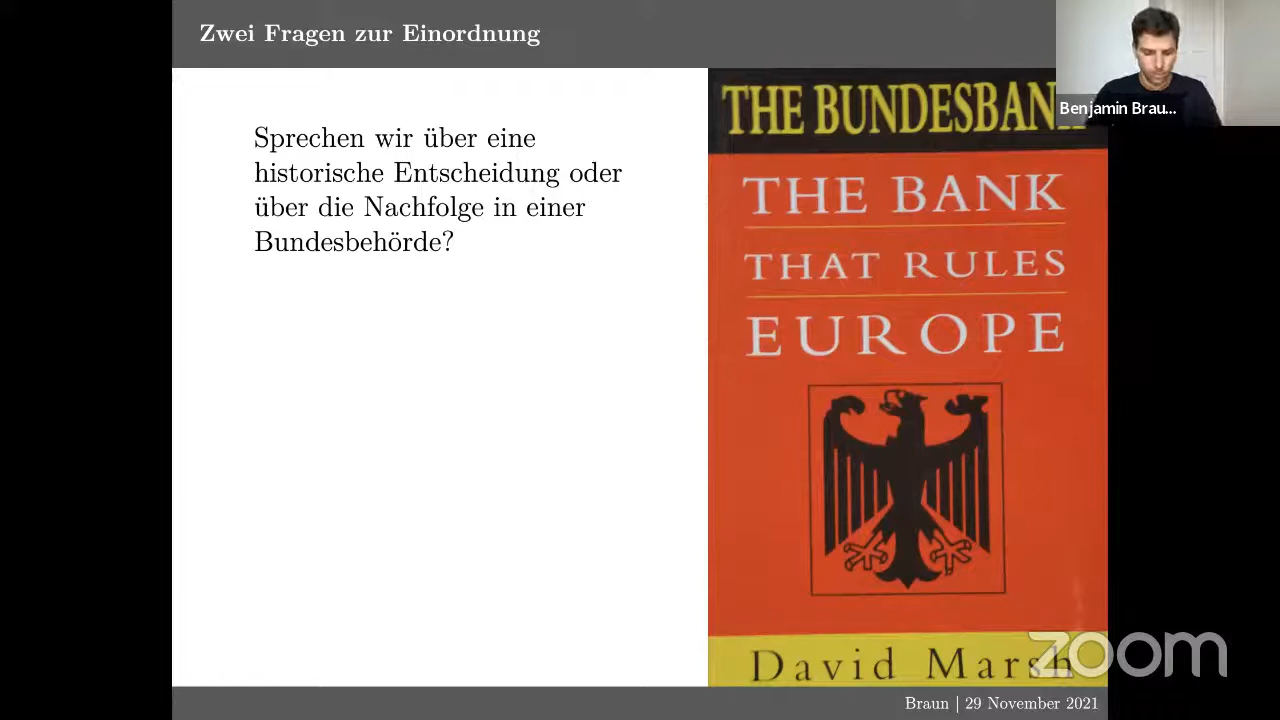 Zwei Fragen zur Einordnung
Sprechen wir über eine
historische Entscheidung oder
über die Nachfolge in einer
Bundesbehörde?
THE BUNDESBANK
THE BANK
THAT RULES
EUROPE
David Marsh
Benjamin Brau...
zoom
Braun | 29 November 2021